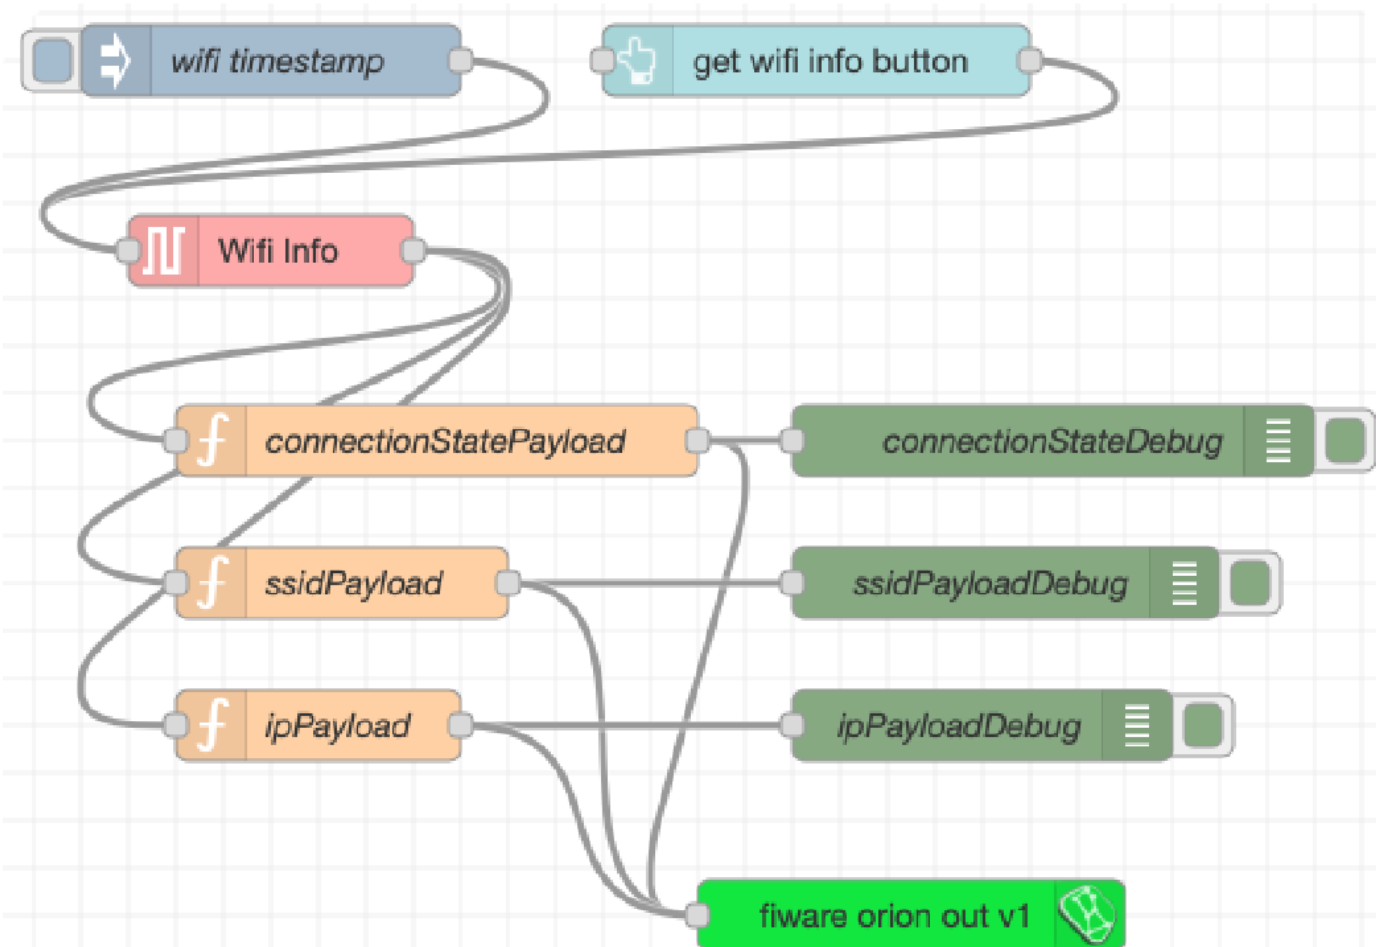 wifi timestamp
get wifi info button
Wifi Info
connectionStatePayload
connectionStateDebug
ssidPayload
ssidPayloadDebug
ipPayload
ipPayloadDebug
fiware orion out v1